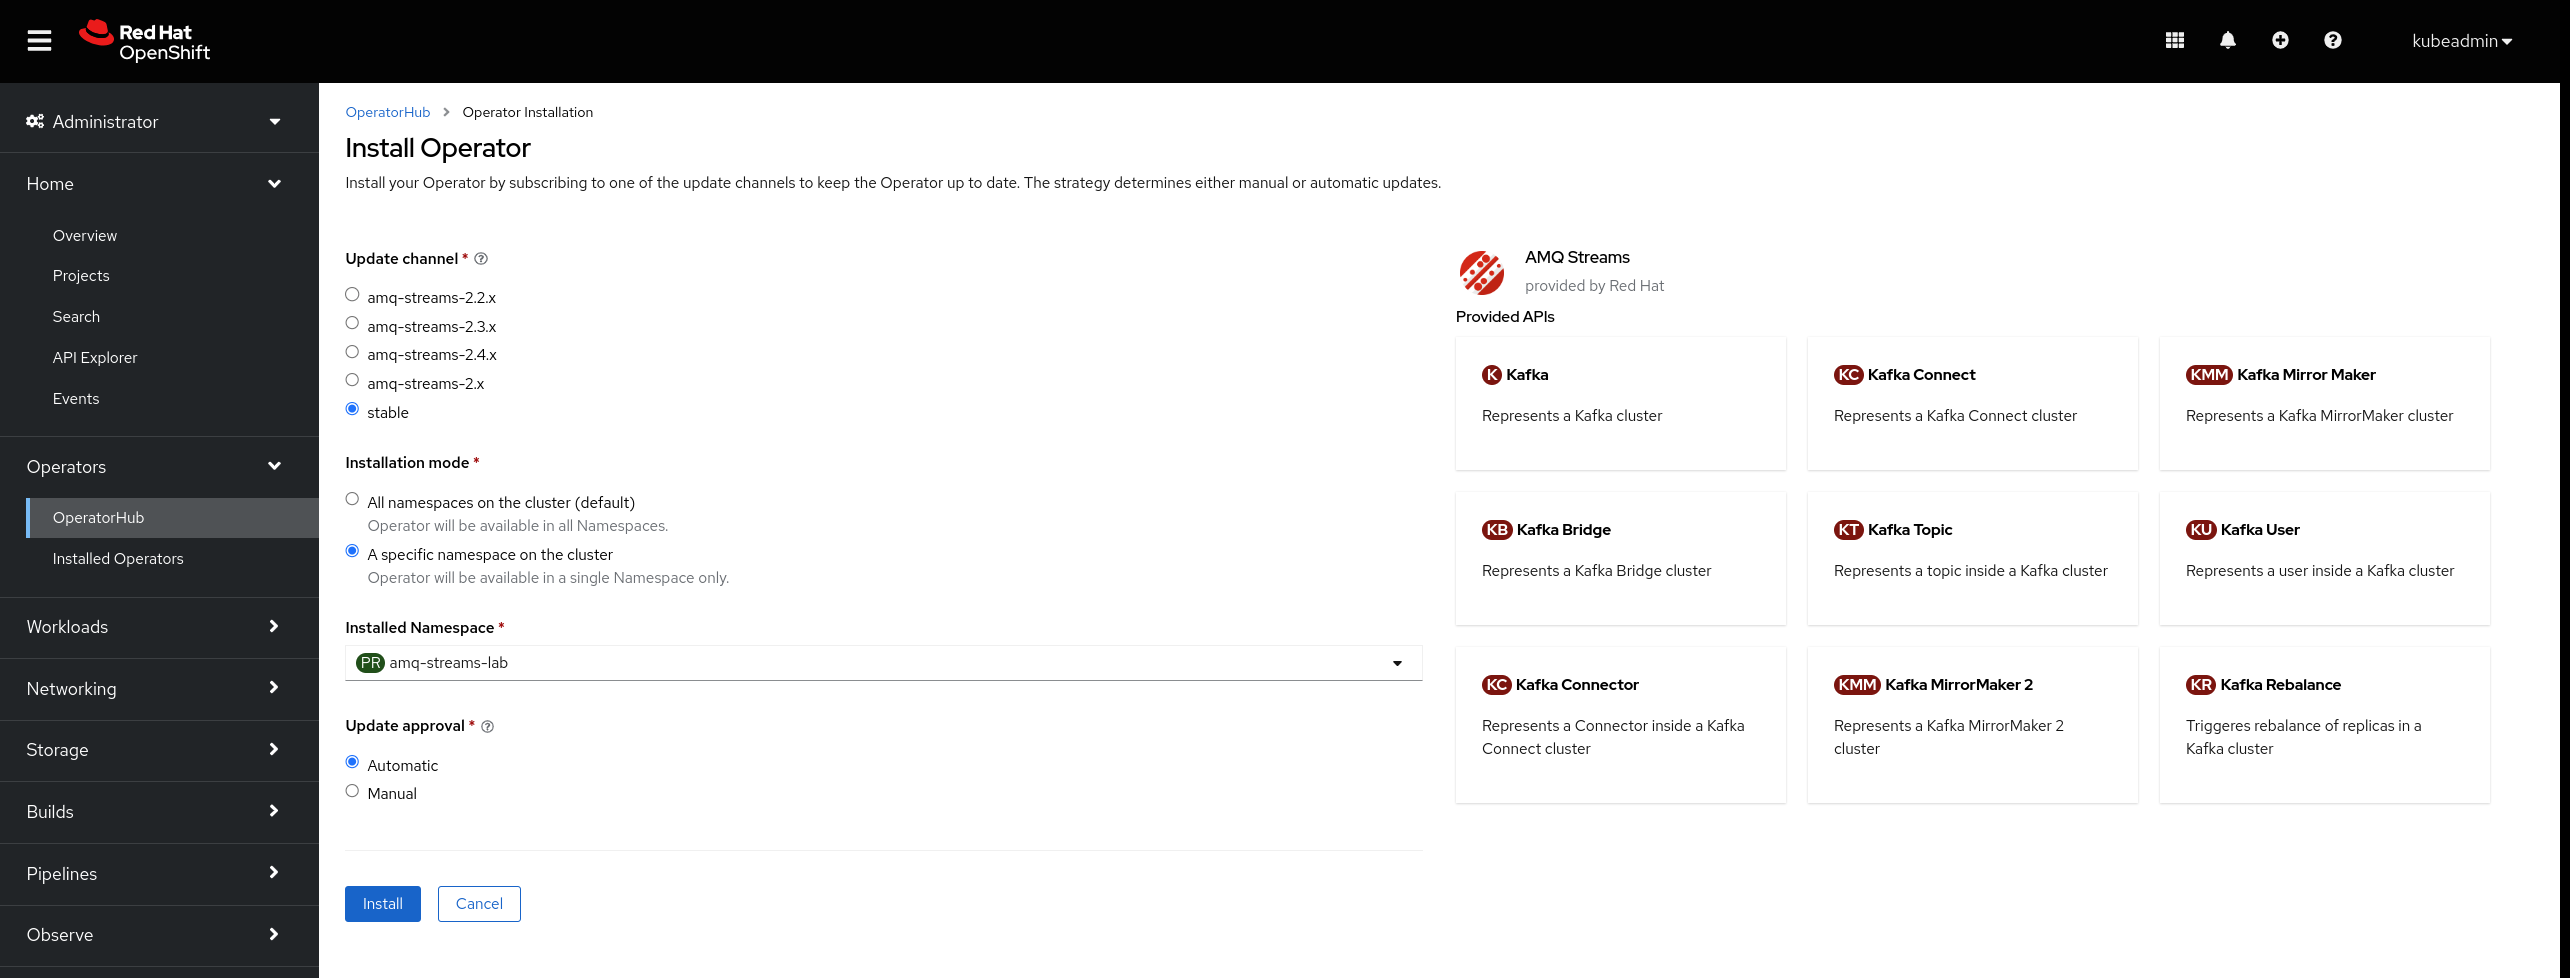 Red Hat
OpenShift
kubeadmin
Administrator
Home
Overview
Projects
Search
API Explorer
Events
Operators
OperatorHub
Installed Operators
Workloads
Networking
Storage
Builds
Pipelines
Observe
OperatorHub > Operator Installation
Install Operator
Install your Operator by subscribing to one of the update channels to keep the Operator up to date. The strategy determines either manual or automatic updates.
Update channel *
amq-streams-2.2.x
amq-streams-2.3.x
amq-streams-2.4.x
amq-streams-2.x
stable
Installation mode *
All namespaces on the cluster (default)
Operator will be available in all Namespaces.
A specific namespace on the cluster
Operator will be available in a single Namespace only.
Installed Namespace *
PR amq-streams-lab
Update approval *
Automatic
Manual
Install Cancel
AMQ Streams
provided by Red Hat
Provided APIs
K Kafka
Represents a Kafka cluster
KC Kafka Connect
Represents a Kafka Connect cluster
KMM Kafka Mirror Maker
Represents a Kafka MirrorMaker cluster
KB Kafka Bridge
Represents a Kafka Bridge cluster
KT Kafka Topic
Represents a topic inside a Kafka cluster
KU Kafka User
Represents a user inside a Kafka cluster
KC Kafka Connector
Represents a Connector inside a Kafka
Connect cluster
KMM Kafka MirrorMaker 2
Represents a Kafka MirrorMaker 2
cluster
KR Kafka Rebalance
Triggeres rebalance of replicas in a
Kafka cluster